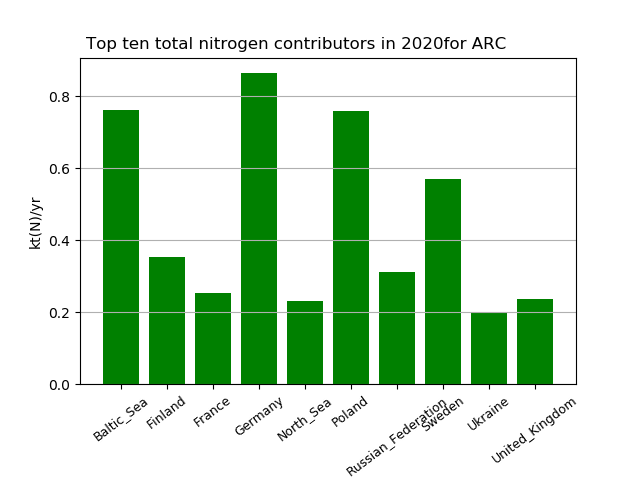 Top ten total nitrogen contributors in 2020for ARC
kt(N)/yr
0.8
0.6
0.4
0.2
0.0
Baltic_Sea
Finland
France
Germany
North_Sea
Poland
Russian_Federation
Sweden
Ukraine
United_Kingdom